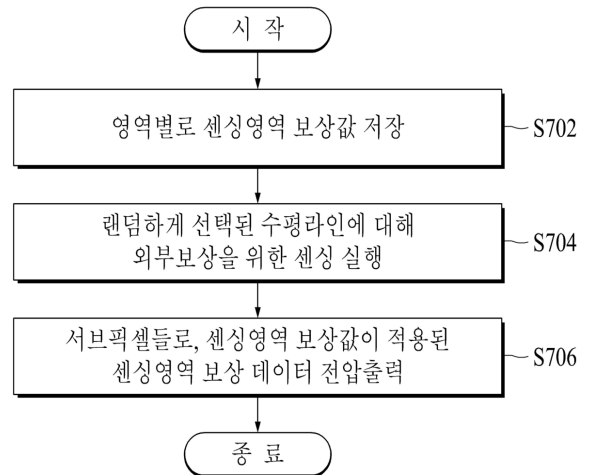 시 작
영역별로 센싱영역 보상값 저장
S702
랜덤하게 선택된 수평라인에 대해
외부보상을 위한 센싱 실행
S704
서브픽셀들로, 센싱영역 보상값이 적용된
센싱영역 보상 데이터 전압출력
S706
종 료